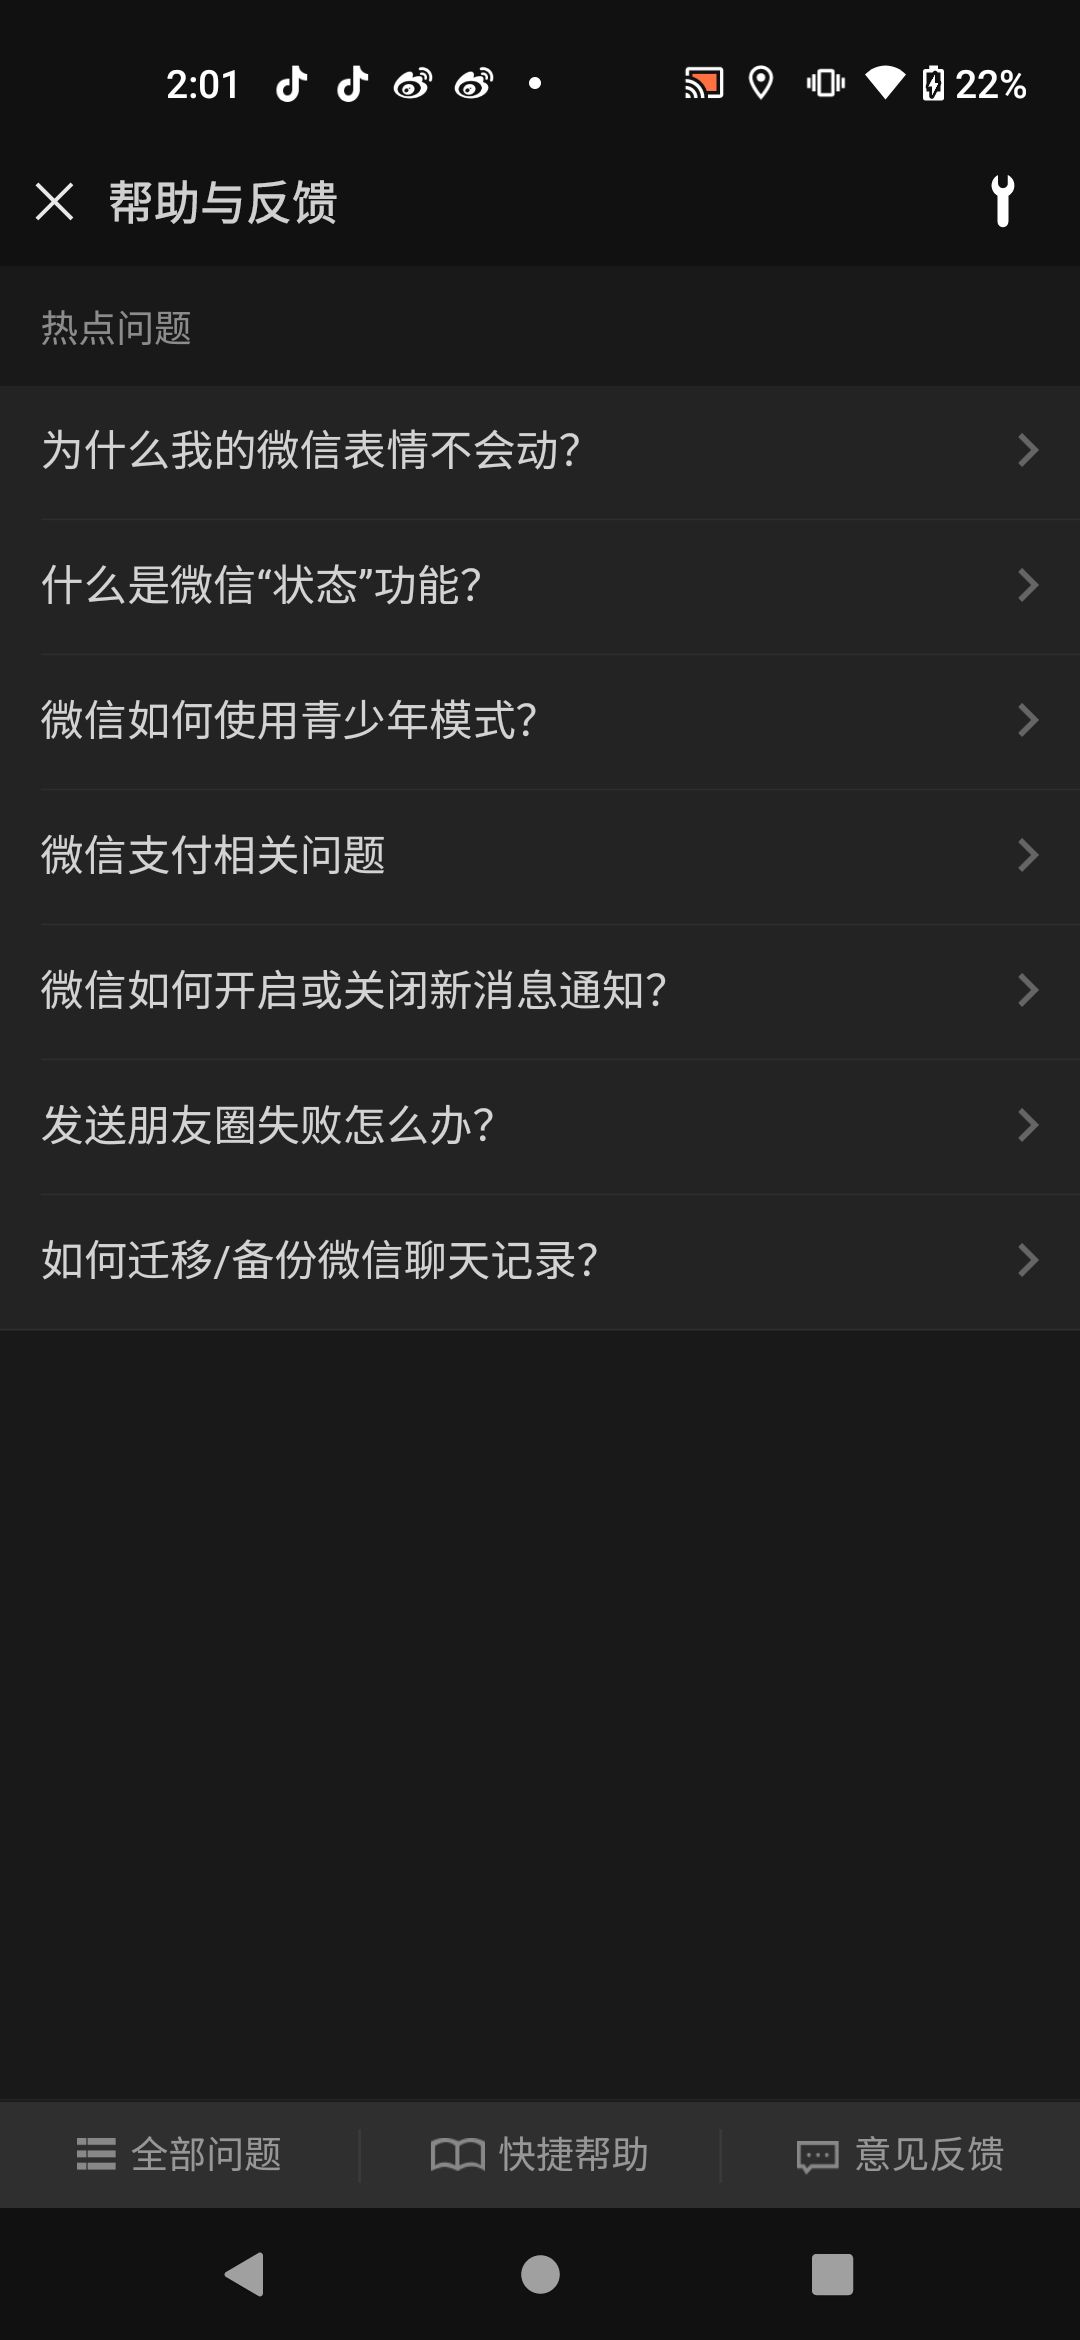 2:01
22%
帮助与反馈
热点问题
为什么我的微信表情不会动？
什么是微信“状态”功能？
微信如何使用青少年模式？
微信支付相关问题
微信如何开启或关闭新消息通知？
发送朋友圈失败怎么办？
如何迁移/备份微信聊天记录？
全部问题
快捷帮助
意见反馈